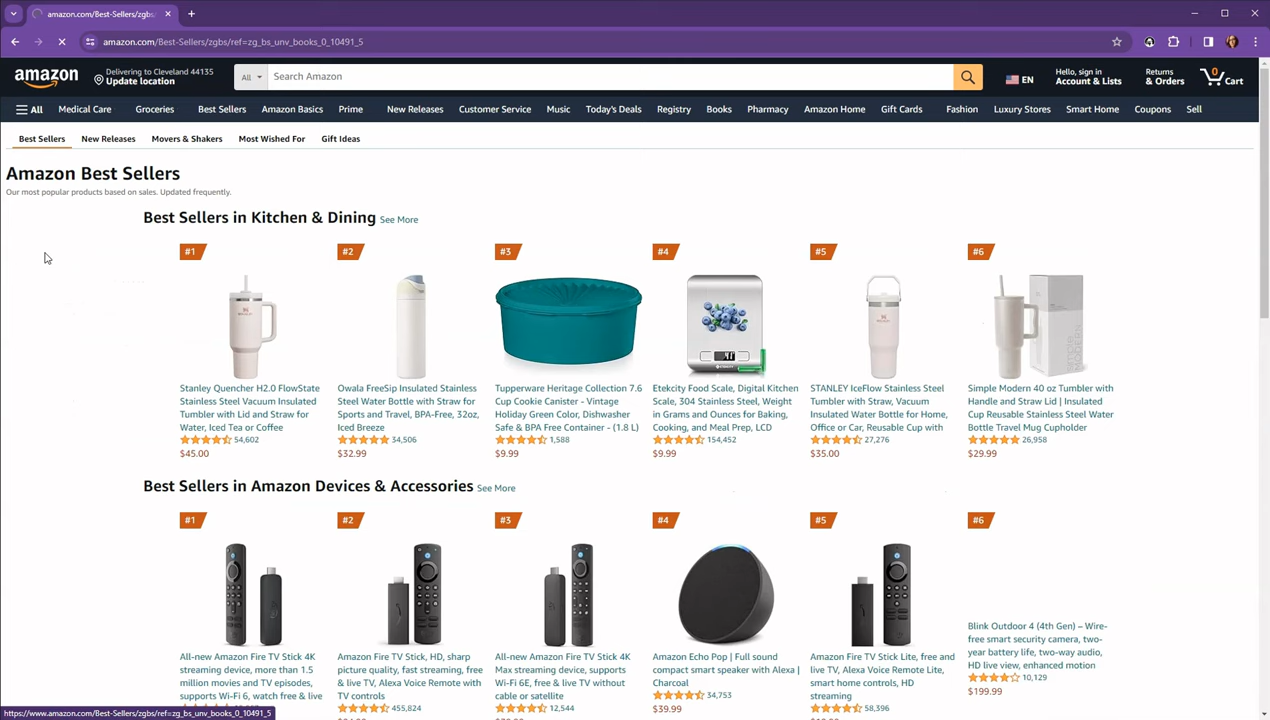 amazon.com/Best-Sellers/zgbs
amazon.com/Best-Sellers/zgbs/ref=zg_bs_unv_books_0_10491_5
amazon
Delivering to Cleveland 44135
Update location
All
Search Amazon
EN
Hello, sign in
Account & Lists
Returns
& Orders
0
Cart
All Medical Care Groceries Best Sellers Amazon Basics Prime New Releases Customer Service Music Today's Deals Registry Books Pharmacy Amazon Home Gift Cards Fashion Luxury Stores Smart Home Coupons Sell
Best Sellers New Releases Movers & Shakers Most Wished For Gift Ideas
Amazon Best Sellers
Our most popular products based on sales. Updated frequently.
Best Sellers in Kitchen & Dining See More
#1
Stanley Quencher H2.0 FlowState
Stainless Steel Vacuum Insulated
Tumbler with Lid and Straw for
Water, Iced Tea or Coffee
54,602
$45.00
#2
Owala FreeSip Insulated Stainless
Steel Water Bottle with Straw for
Sports and Travel, BPA-Free, 32oz,
Iced Breeze
34,506
$32.99
#3
Tupperware Heritage Collection 7.6
Cup Cookie Canister - Vintage
Holiday Green Color, Dishwasher
Safe & BPA Free Container - (1.8 L)
1,588
$9.99
#4
Etekcity Food Scale, Digital Kitchen
Scale, 304 Stainless Steel, Weight
in Grams and Ounces for Baking,
Cooking, and Meal Prep, LCD
154,452
$9.99
#5
STANLEY IceFlow Stainless Steel
Tumbler with Straw, Vacuum
Insulated Water Bottle for Home,
Office or Car, Reusable Cup with
27,276
$35.00
#6
Simple Modern 40 oz Tumbler with
Handle and Straw Lid | Insulated
Cup Reusable Stainless Steel Water
Bottle Travel Mug Cupholder
26,958
$29.99
Best Sellers in Amazon Devices & Accessories See More
#1
All-new Amazon Fire TV Stick 4K
streaming device, more than 1.5
million movies and TV episodes,
supports Wi-Fi 6, watch free & live
#2
Amazon Fire TV Stick, HD, sharp
picture quality, fast streaming, free
& live TV, Alexa Voice Remote with
TV controls
455,824
#3
All-new Amazon Fire TV Stick 4K
Max streaming device, supports
Wi-Fi 6E, free & live TV without
cable or satellite
12,544
#4
Amazon Echo Pop | Full sound
compact smart speaker with Alexa |
Charcoal
34,753
$39.99
#5
Amazon Fire TV Stick Lite, free and
live TV, Alexa Voice Remote Lite,
smart home controls, HD
streaming
58,396
#6
Blink Outdoor 4 (4th Gen) – Wire-
free smart security camera, two-
year battery life, two-way audio,
HD live view, enhanced motion
10,129
$199.99
https://www.amazon.com/Best-Sellers/zgbs/ref=zg_bs_unv_books_0_10491_5